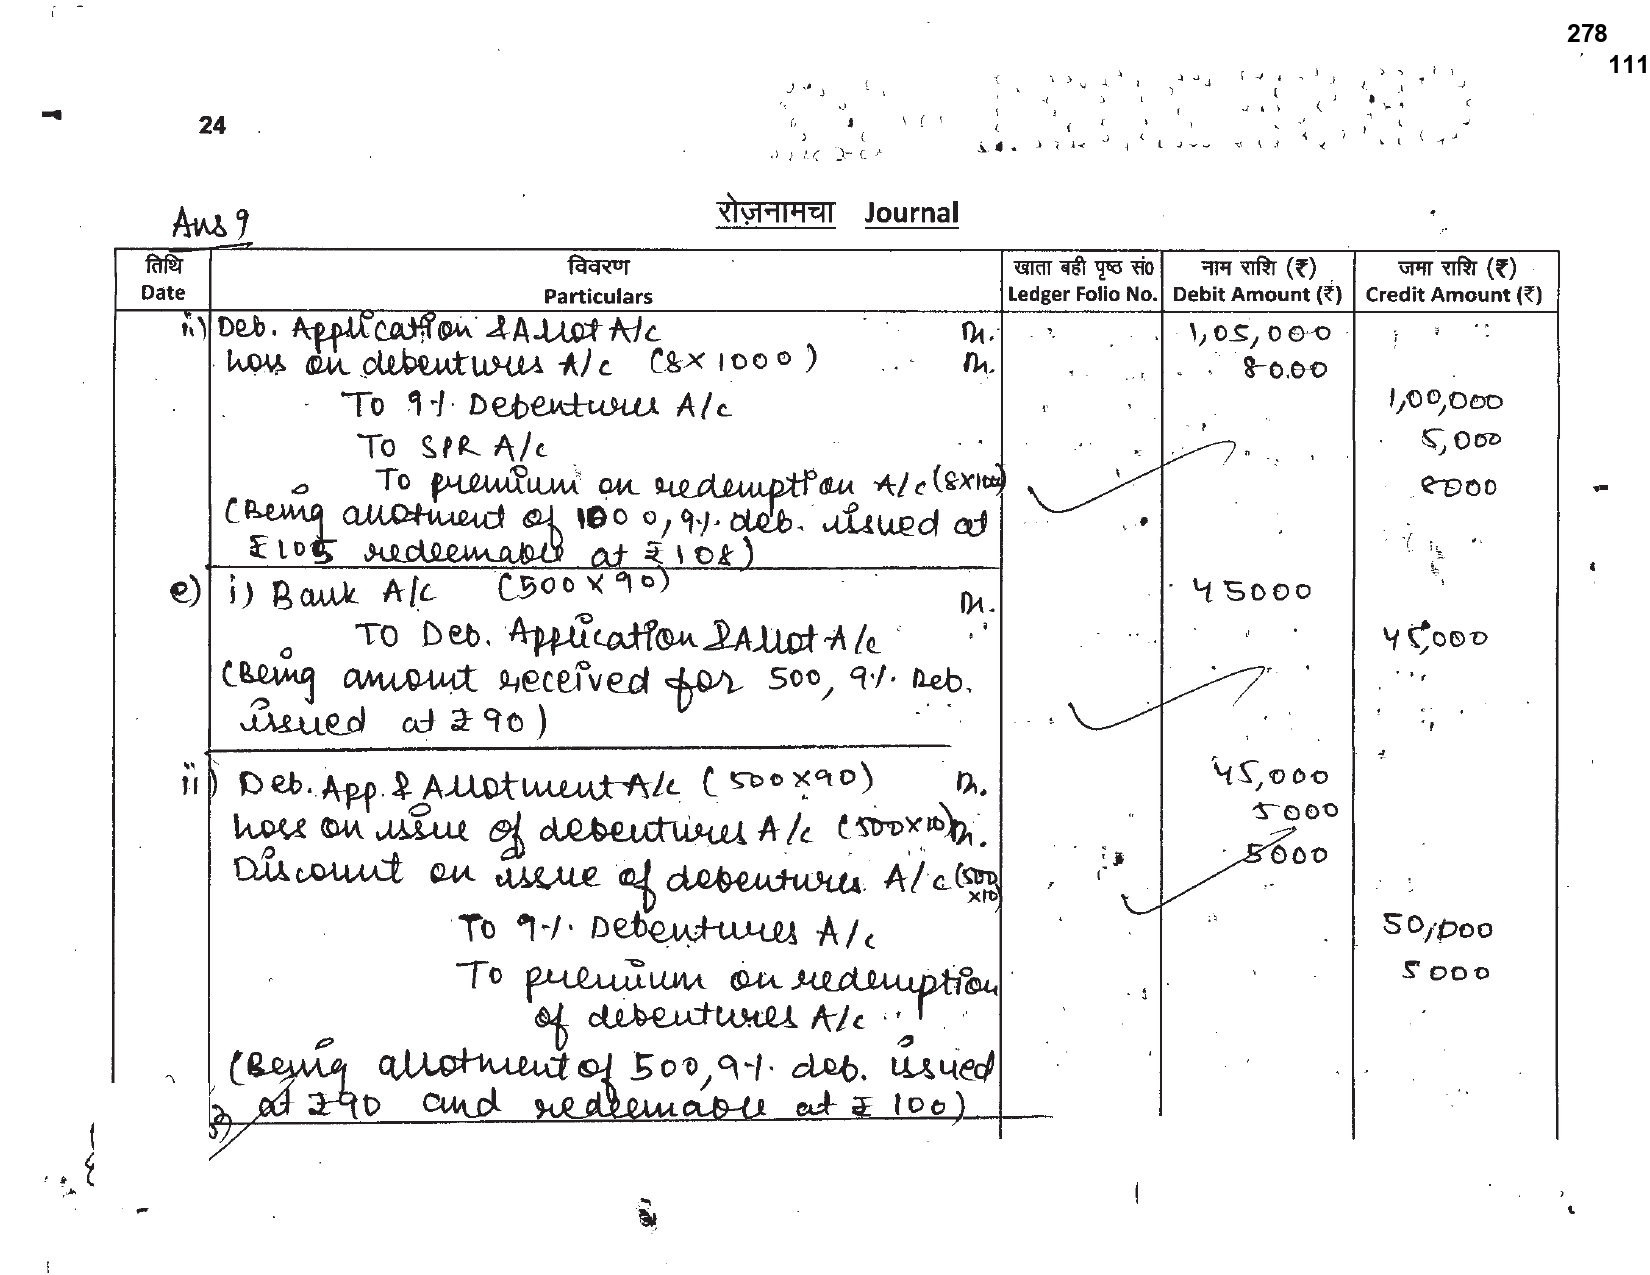 278
111
24
Ans 9
रोज़नामचा Journal
तिथि विवरण खाता बही पृष्ठ सं० नाम राशि (₹) जमा राशि (₹)
Date Particulars Ledger Folio No. Debit Amount (₹) Credit Amount (₹)
ii) Deb. Application & Allot A/c Dr. 1,05,000
Loss on debentures A/c (8×1000) Dr. 8000
To 9% Debentures A/c 1,00,000
To SPR A/c 5,000
To premium on redemption A/c (8×1000) 8000
(Being allotment of 1000, 9% deb. issued at
₹105 redeemable at ₹108)
e) i) Bank A/c (500×90) Dr. 45000
To Deb. Application & Allot A/c 45,000
(Being amount received for 500, 9% Deb.
issued at ₹90)
ii) Deb. App. & Allotment A/c (500×90) Dr. 45,000
Loss on issue of debentures A/c (500×10) Dr. 5000
Discount on issue of debentures A/c (500 5000
×10)
To 9% Debentures A/c 50,000
To premium on redemption 5000
of debentures A/c
(Being allotment of 500, 9% deb. issued
at ₹90 and redeemable at ₹100)